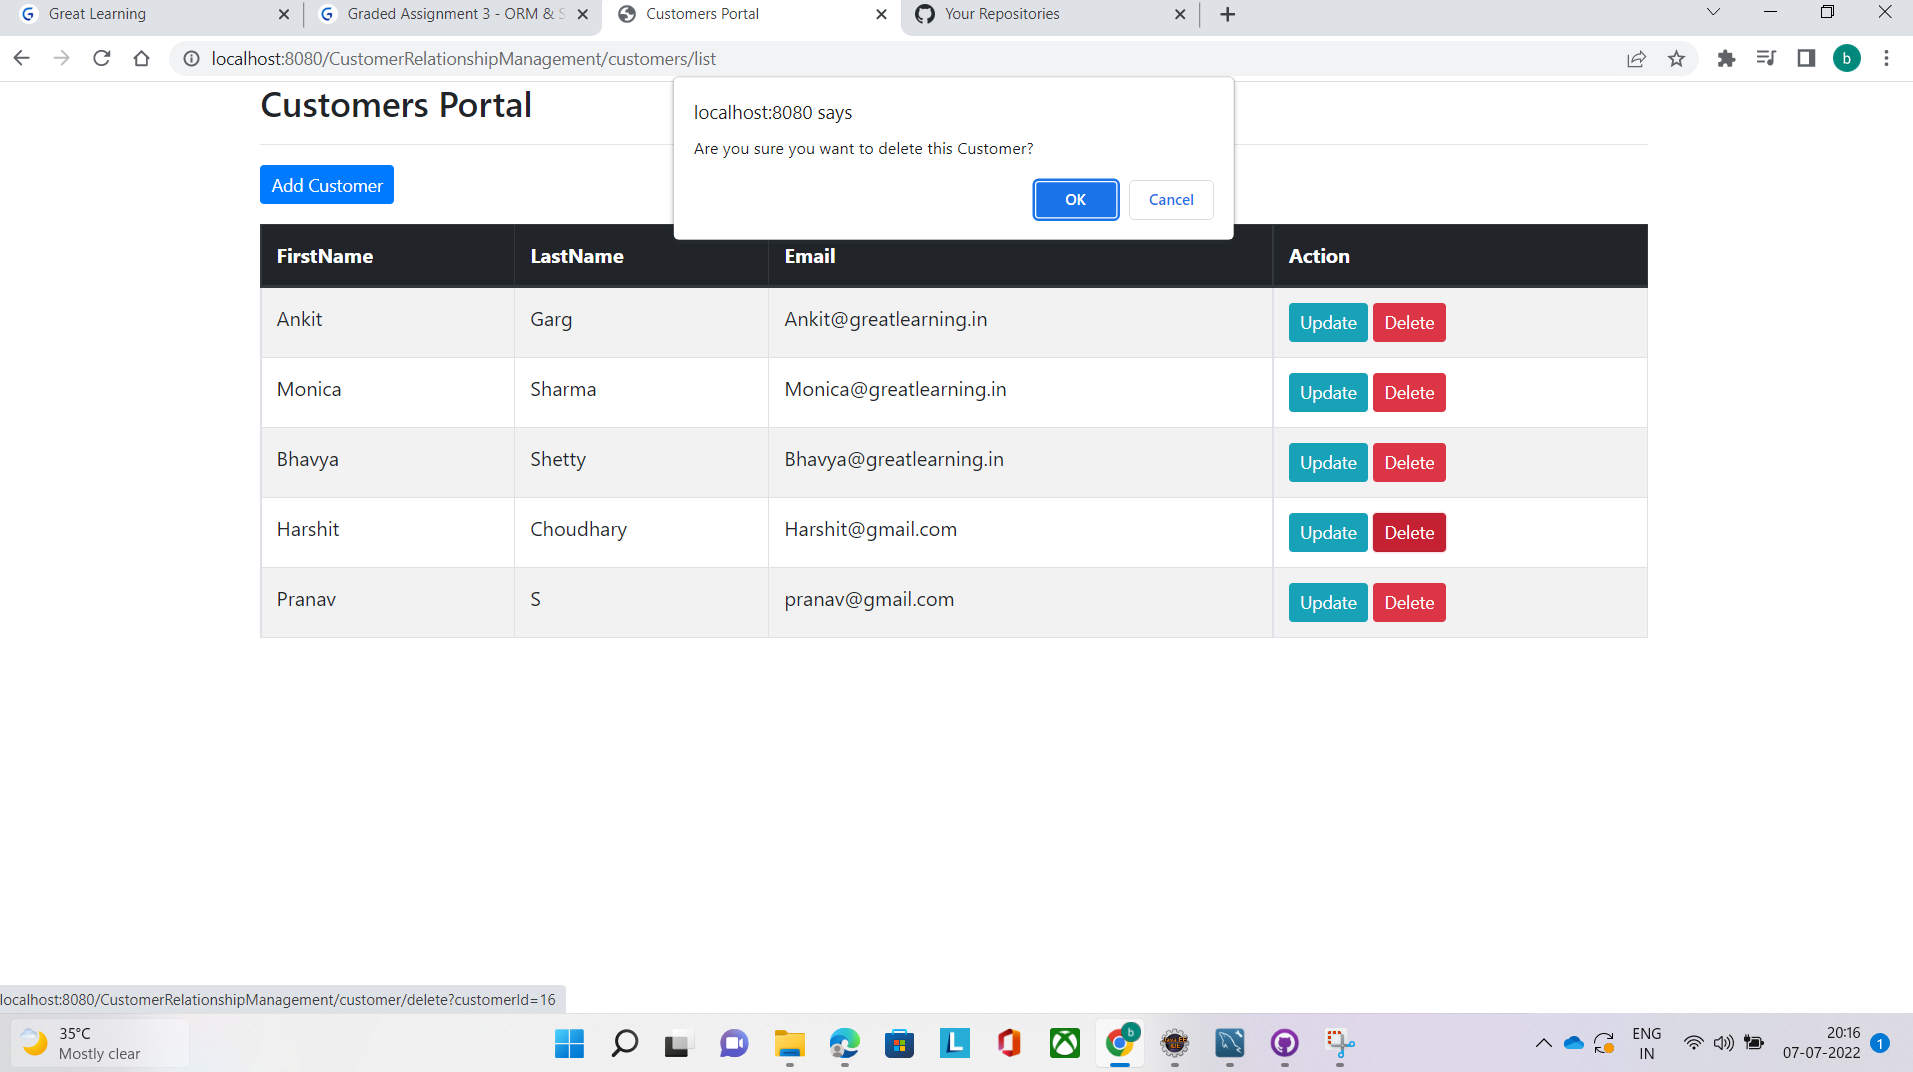 Great Learning
Graded Assignment 3 - ORM & S
Customers Portal
Your Repositories
localhost:8080/CustomerRelationshipManagement/customers/list
b
Customers Portal
localhost:8080 says
Are you sure you want to delete this Customer?
OK Cancel
Add Customer
FirstName LastName Email Action
Ankit Garg Ankit@greatlearning.in Update Delete
Monica Sharma Monica@greatlearning.in Update Delete
Bhavya Shetty Bhavya@greatlearning.in Update Delete
Harshit Choudhary Harshit@gmail.com Update Delete
Pranav S pranav@gmail.com Update Delete
localhost:8080/CustomerRelationshipManagement/customer/delete?customerId=16
35°C
Mostly clear
L
b
ENG
IN
20:16
07-07-2022
1